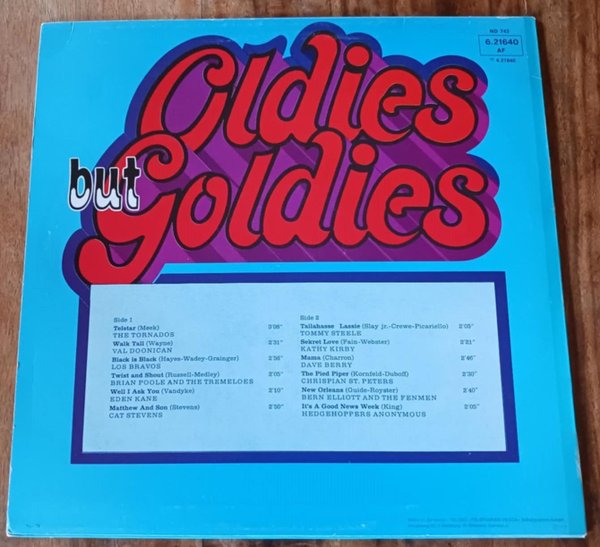 ND 742
6.21640
AF
Oldies
but
Goldies
Side 1
Telstar (Meek) 3'06"
THE TORNADOS
Walk Tall (Wayne) 2'31"
VAL DOONICAN
Black is Black (Hayes-Wadey-Grainger) 2'56"
LOS BRAVOS
Twist and Shout (Russell-Medley) 2'05"
BRIAN POOLE AND THE TREMELOES
Well I Ask You (Vandyke) 2'10"
EDEN KANE
Matthew And Son (Stevens) 2'50"
CAT STEVENS
Side 2
Tallahasse Lassie (Slay jr.-Crewe-Picariello) 2'05"
TOMMY STEELE
Sekret Love (Fain-Webster) 2'21"
KATHY KIRBY
Mama (Charron) 2'46"
DAVE BERRY
The Pied Piper (Kornfeld-Duboff) 2'30"
CHRISPIAN ST. PETERS
New Orleans (Guide-Royster) 2'40"
BERN ELLIOTT AND THE FENMEN
It's A Good News Week (King) 2'05"
HEDGEHOPPERS ANONYMOUS